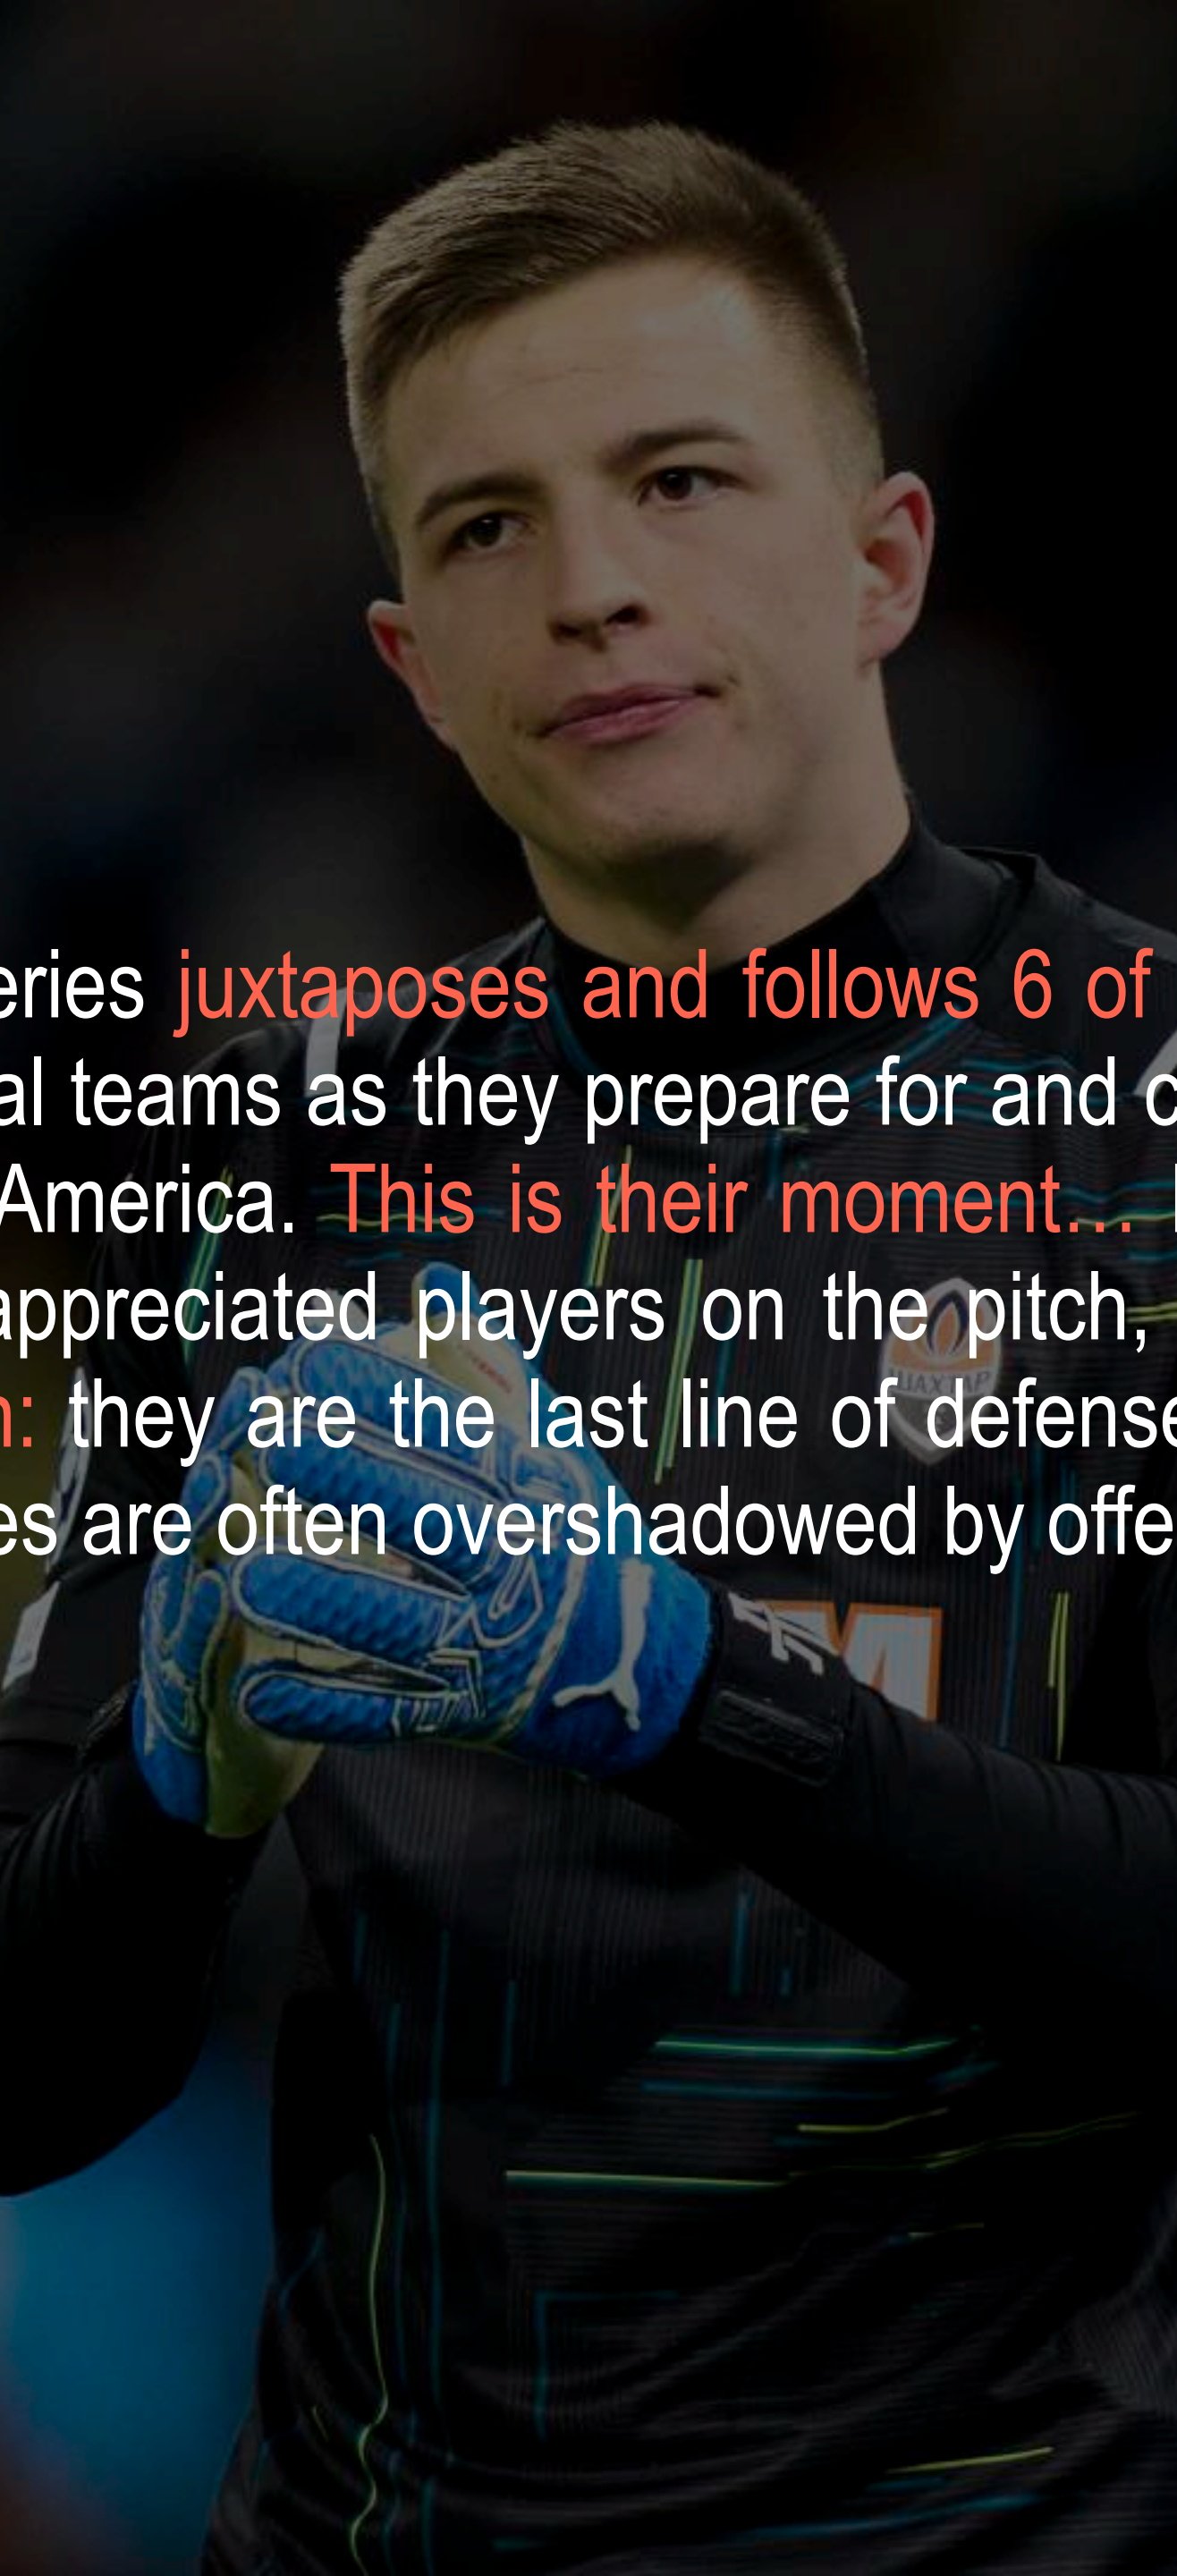 eries juxtaposes and follows 6 of
al teams as they prepare for and c
America. This is their moment…
appreciated players on the pitch,
n: they are the last line of defense
es are often overshadowed by offe
ШАХТАР